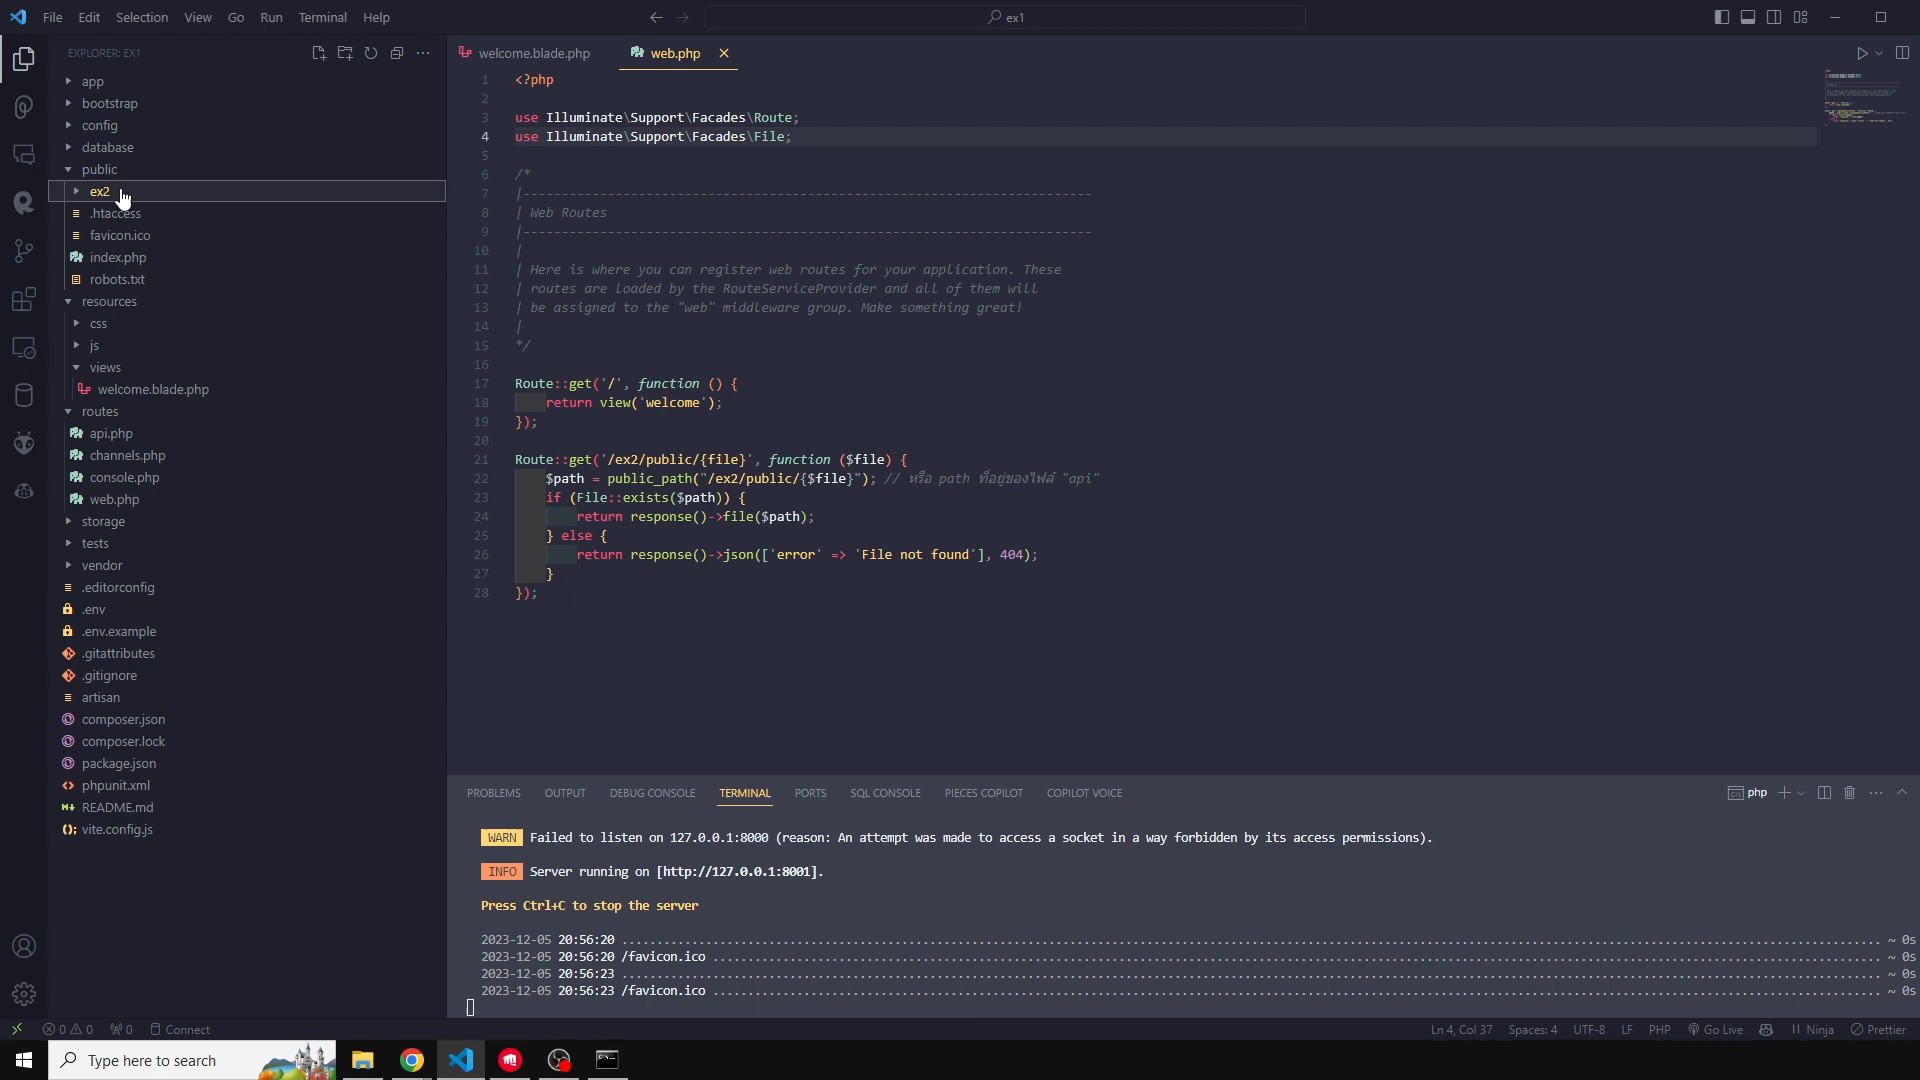 File Edit Selection View Go Run Terminal Help
ex1
EXPLORER: EX1
app
bootstrap
config
database
public
ex2
.htaccess
favicon.ico
index.php
robots.txt
resources
css
js
views
welcome.blade.php
routes
api.php
channels.php
console.php
web.php
storage
tests
vendor
.editorconfig
.env
.env.example
.gitattributes
.gitignore
artisan
composer.json
composer.lock
package.json
phpunit.xml
README.md
vite.config.js
welcome.blade.php web.php
1 <?php
2
3 use Illuminate\Support\Facades\Route;
4 use Illuminate\Support\Facades\File;
5
6 /*
7 |--------------------------------------------------------------------------
8 | Web Routes
9 |--------------------------------------------------------------------------
10 |
11 | Here is where you can register web routes for your application. These
12 | routes are loaded by the RouteServiceProvider and all of them will
13 | be assigned to the "web" middleware group. Make something great!
14 |
15 */
16
17 Route::get('/', function () {
18 return view('welcome');
19 });
20
21 Route::get('/ex2/public/{file}', function ($file) {
22 $path = public_path("/ex2/public/{$file}"); // หรือ path ที่อยู่ของไฟล์ "api"
23 if (File::exists($path)) {
24 return response()->file($path);
25 } else {
26 return response()->json(['error' => 'File not found'], 404);
27 }
28 });
PROBLEMS OUTPUT DEBUG CONSOLE TERMINAL PORTS SQL CONSOLE PIECES COPILOT COPILOT VOICE
php
WARN Failed to listen on 127.0.0.1:8000 (reason: An attempt was made to access a socket in a way forbidden by its access permissions).
INFO Server running on [http://127.0.0.1:8001].
Press Ctrl+C to stop the server
2023-12-05 20:56:20 ~ 0s
2023-12-05 20:56:20 /favicon.ico ~ 0s
2023-12-05 20:56:23 ~ 0s
2023-12-05 20:56:23 /favicon.ico ~ 0s
0 0 0 Connect Ln 4, Col 37 Spaces: 4 UTF-8 LF PHP Go Live Ninja Prettier
Type here to search